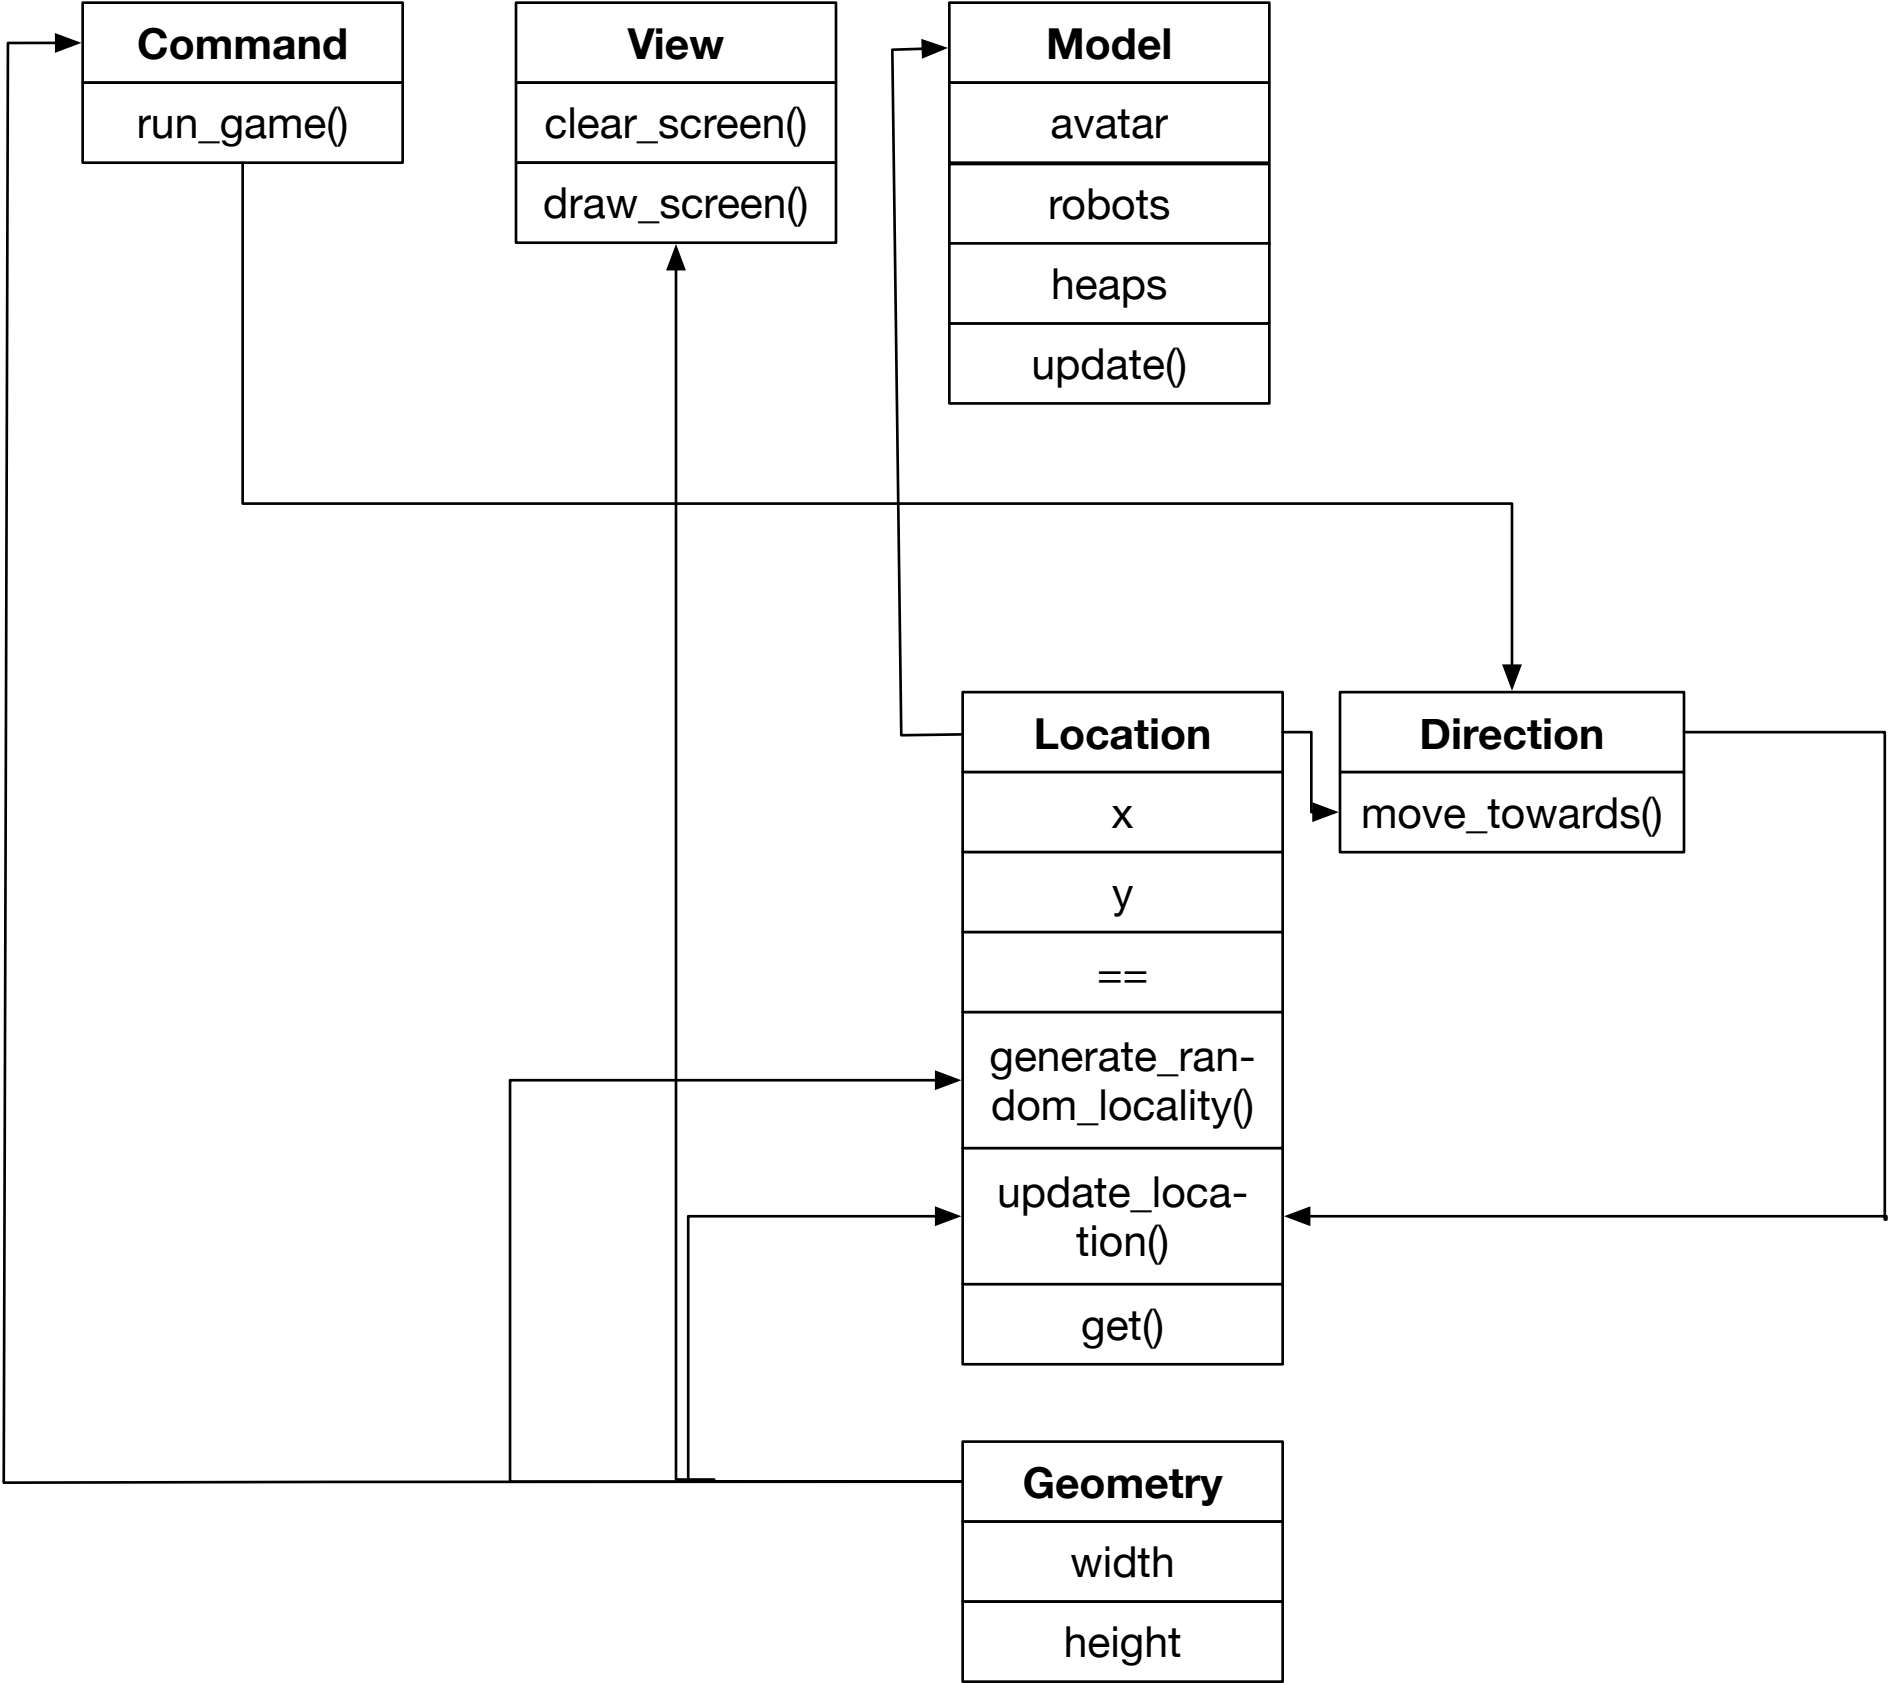 Command
run_game()
View
clear_screen()
draw_screen()
Model
avatar
robots
heaps
update()
Location
x
y
==
generate_ran-
dom_locality()
update_loca-
tion()
get()
Direction
move_towards()
Geometry
width
height